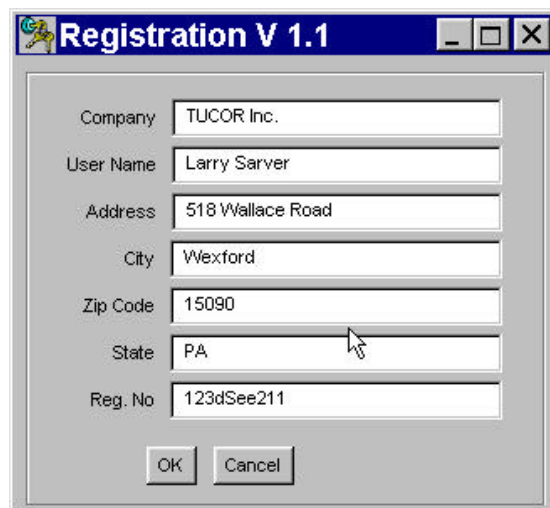 Registration V 1.1
Company TUCOR Inc.
User Name Larry Sarver
Address 518 Wallace Road
City Wexford
Zip Code 15090
State PA
Reg. No 123dSee211
OK Cancel